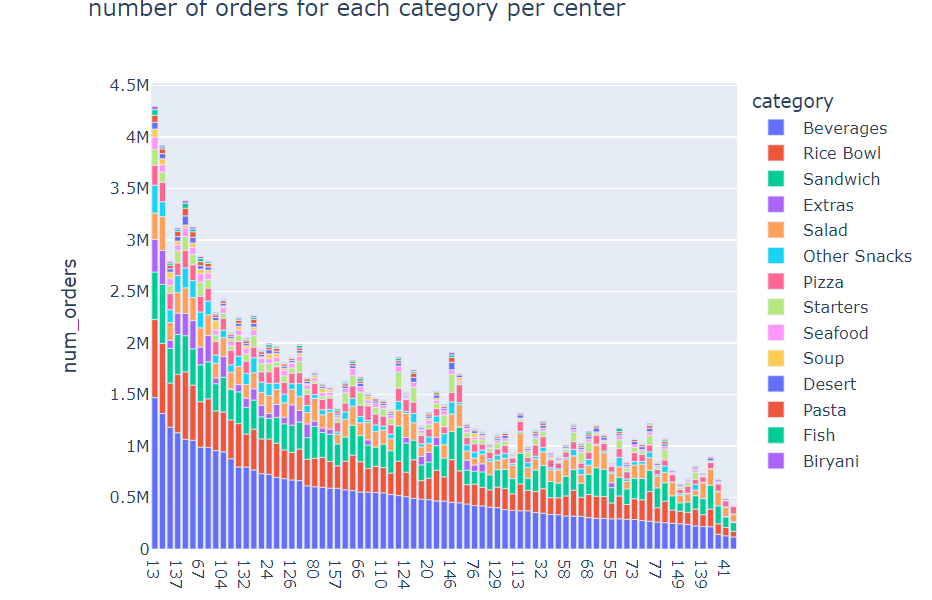 number of orders for each category per center
4.5M
4M
3.5M
3M
2.5M
2M
1.5M
1M
0.5M
0
num_orders
13
137
67
104
132
24
126
80
157
66
110
124
20
146
76
129
113
32
58
68
55
73
77
149
139
41
category
Beverages
Rice Bowl
Sandwich
Extras
Salad
Other Snacks
Pizza
Starters
Seafood
Soup
Desert
Pasta
Fish
Biryani